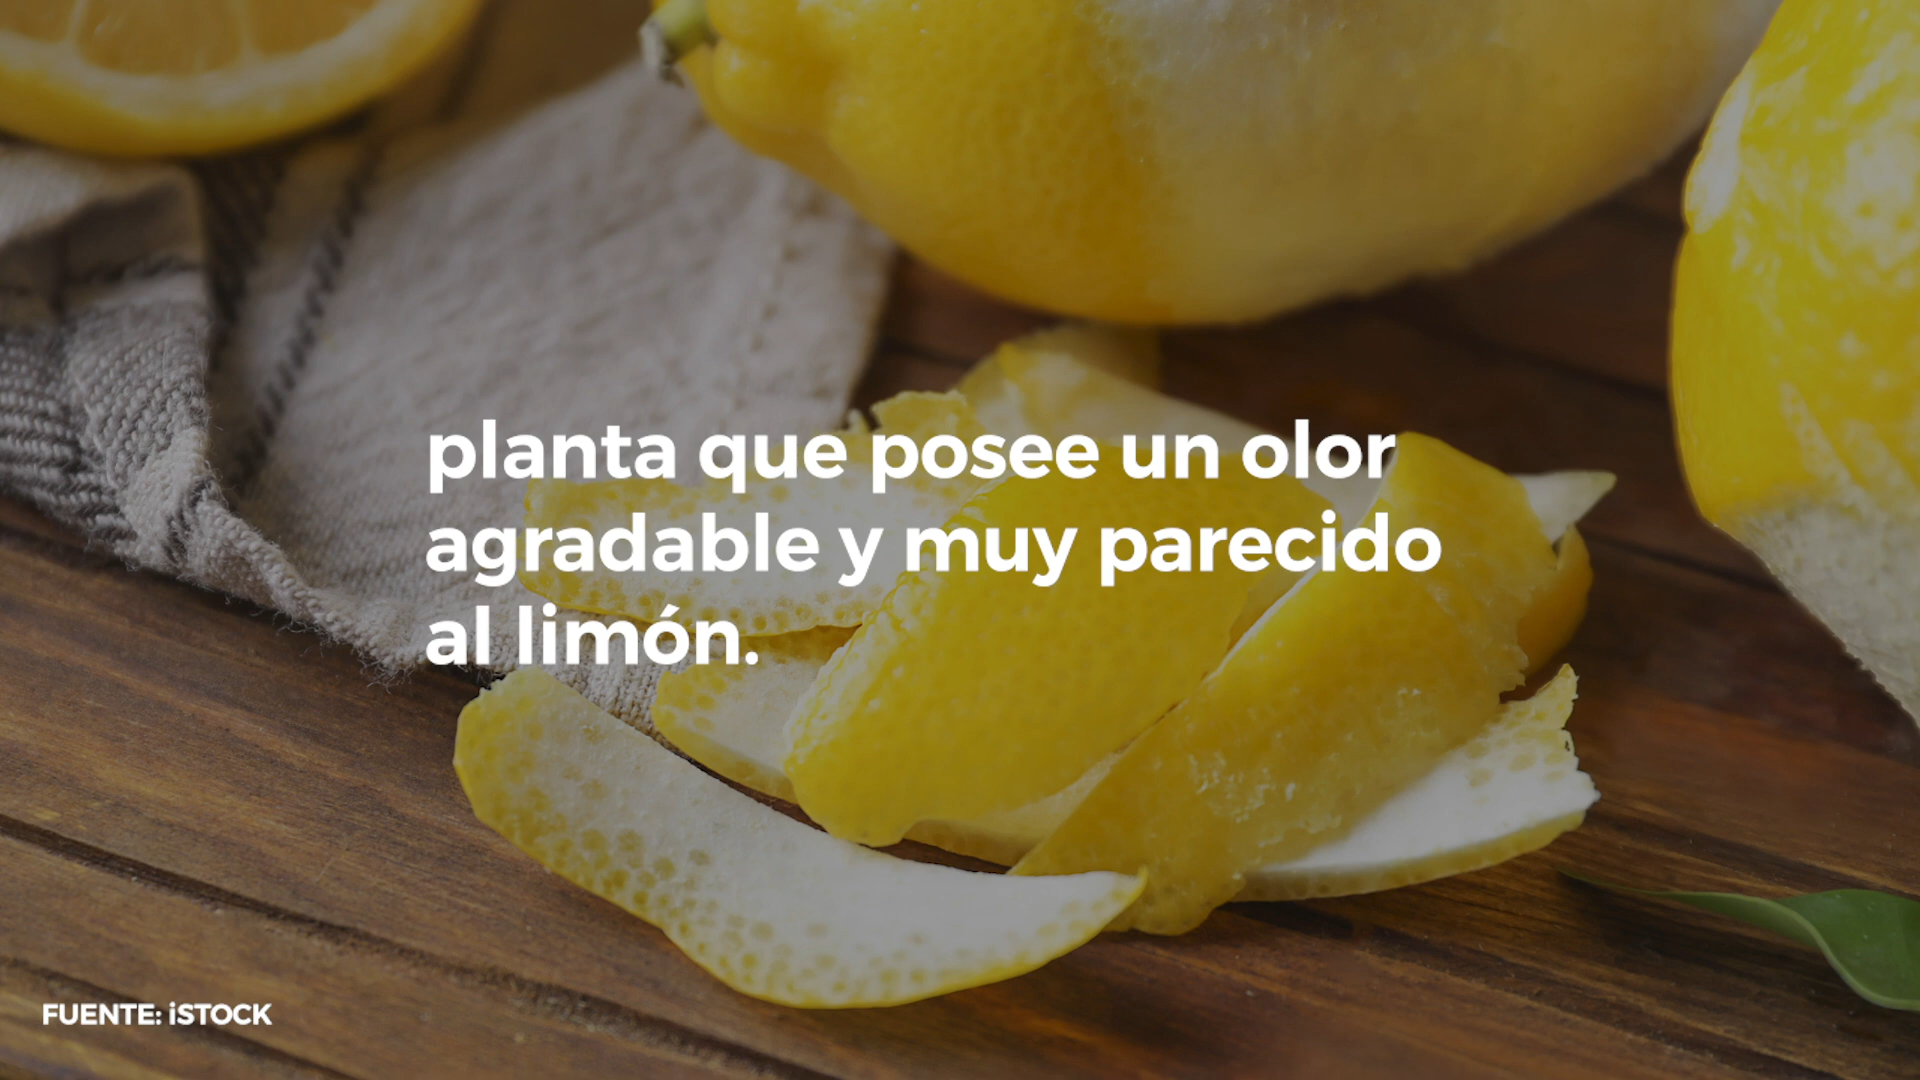 planta que posee un olor
agradable y muy parecido
al limón.
FUENTE: iSTOCK